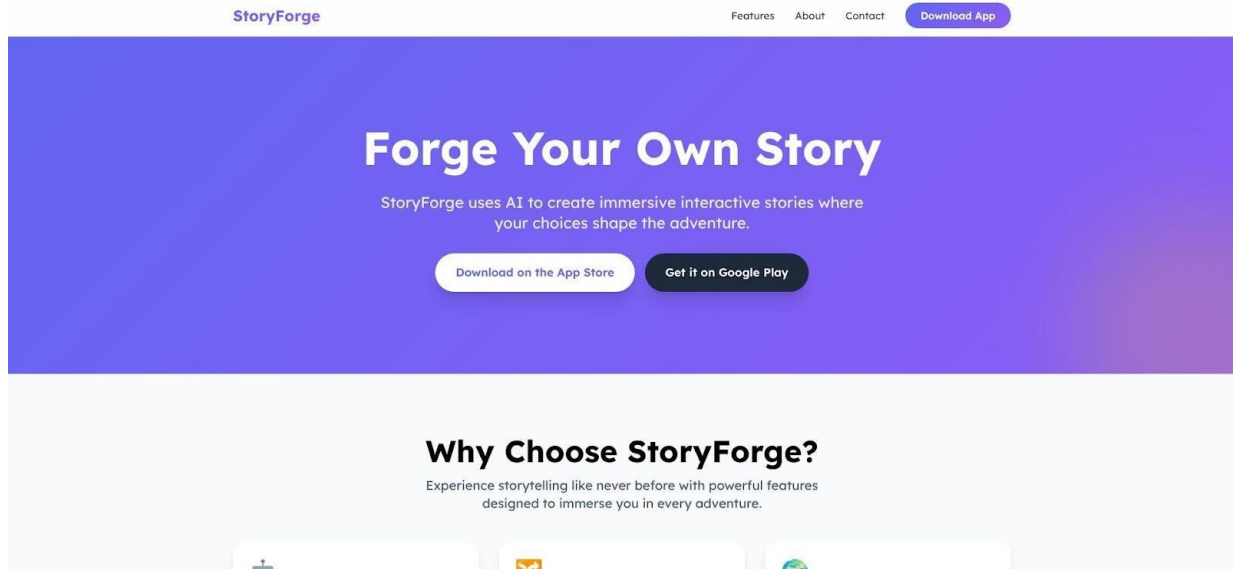 StoryForge
Features
About
Contact
Download App
Forge Your Own Story
StoryForge uses AI to create immersive interactive stories where
your choices shape the adventure.
Download on the App Store
Get it on Google Play
Why Choose StoryForge?
Experience storytelling like never before with powerful features
designed to immerse you in every adventure.